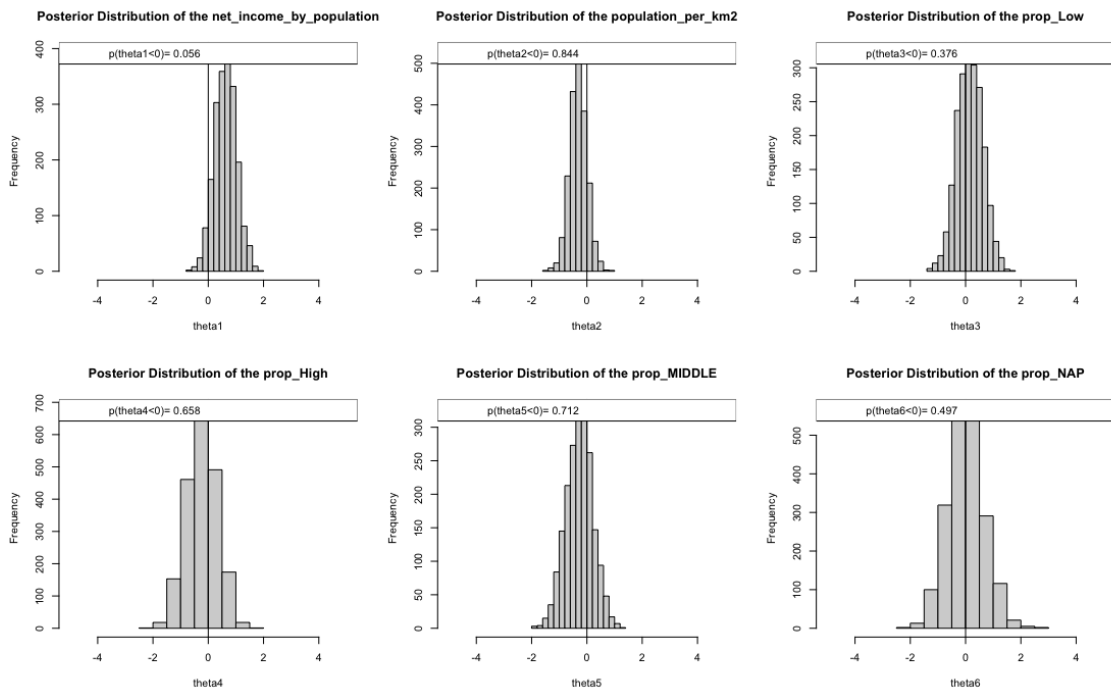 Posterior Distribution of the net_income_by_population
p(theta1<0)= 0.056
Frequency
400
300
200
100
0
-4 -2 0 2 4
theta1
Posterior Distribution of the population_per_km2
p(theta2<0)= 0.844
Frequency
500
400
300
200
100
0
-4 -2 0 2 4
theta2
Posterior Distribution of the prop_Low
p(theta3<0)= 0.376
Frequency
300
250
200
150
100
50
0
-4 -2 0 2 4
theta3
Posterior Distribution of the prop_High
p(theta4<0)= 0.658
Frequency
700
600
500
400
300
200
100
0
-4 -2 0 2 4
theta4
Posterior Distribution of the prop_MIDDLE
p(theta5<0)= 0.712
Frequency
300
250
200
150
100
50
0
-4 -2 0 2 4
theta5
Posterior Distribution of the prop_NAP
p(theta6<0)= 0.497
Frequency
500
400
300
200
100
0
-4 -2 0 2 4
theta6